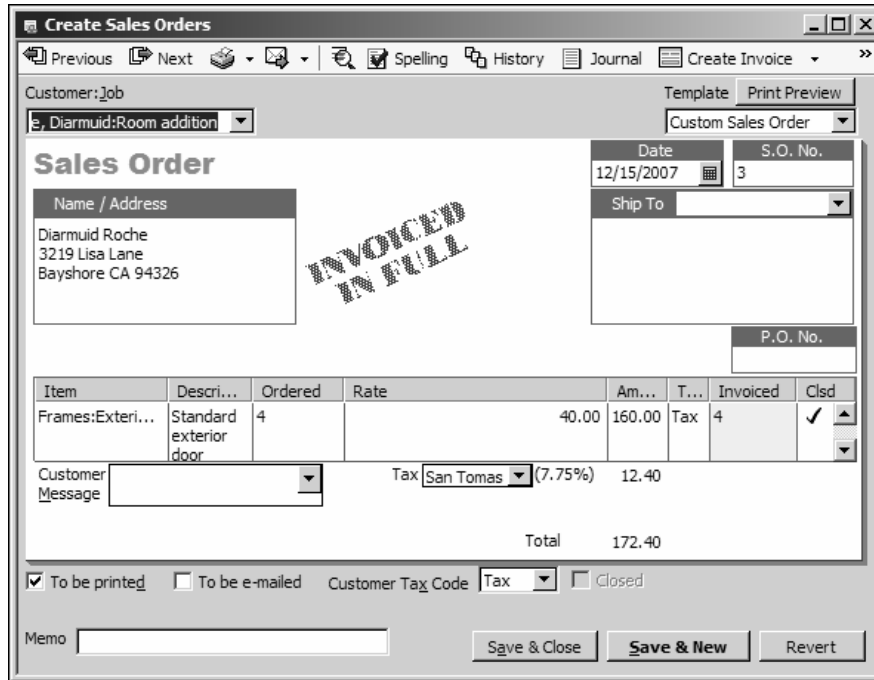 Create Sales Orders
Previous Next Spelling History Journal Create Invoice »
Customer:Job Template Print Preview
e, Diarmuid:Room addition Custom Sales Order
Sales Order
Date S.O. No.
12/15/2007 3
Name / Address
Ship To
Diarmuid Roche
3219 Lisa Lane
Bayshore CA 94326
INVOICED
IN FULL
P.O. No.
Item Descri... Ordered Rate Am... T... Invoiced Clsd
Frames:Exteri... Standard 4 40.00 160.00 Tax 4
exterior
door
Customer Tax San Tomas (7.75%) 12.40
Message
Total 172.40
To be printed To be e-mailed Customer Tax Code Tax Closed
Memo Save & Close Save & New Revert